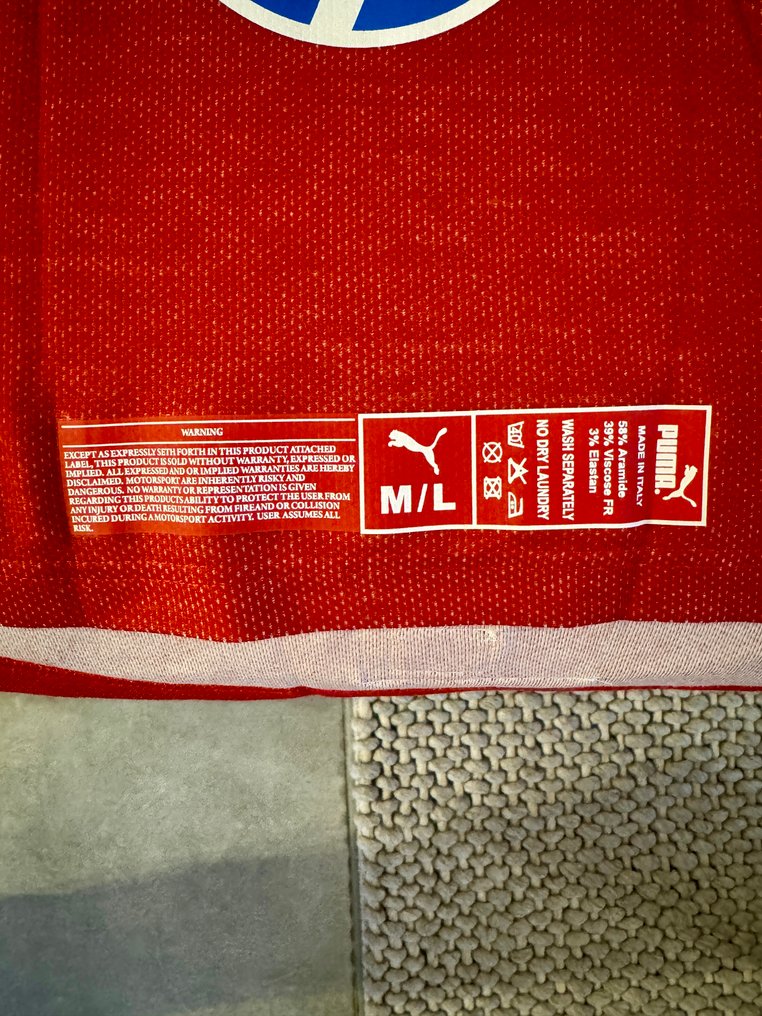 WARNING
EXCEPT AS EXPRESSLY SETH FORTH IN THIS PRODUCT ATTACHED
LABEL, THIS PRODUCT IS SOLD WITHOUT WARRANTY, EXPRESSED OR
IMPLIED. ALL EXPRESSED AND IMPLIED WARRANTIES ARE HEREBY
DISCLAIMED. MOTORSPORT ARE INHERENTLY RISKY AND
DANGEROUS. NO WARRANTY OR REPRESENTATION IS GIVEN
REGARDING THIS PRODUCTS ABILITY TO PROTECT THE USER FROM
ANY INJURY OR DEATH RESULTING FROM FIREAND OR COLLISION
INCURED DURING A MOTORSPORT ACTIVITY. USER ASSUMES ALL
RISK.
M/L
PUMA
MADE IN ITALY
58% Aramide
39% Viscose FR
3% Elastan
WASH SEPARATELY
NO DRY LAUNDRY